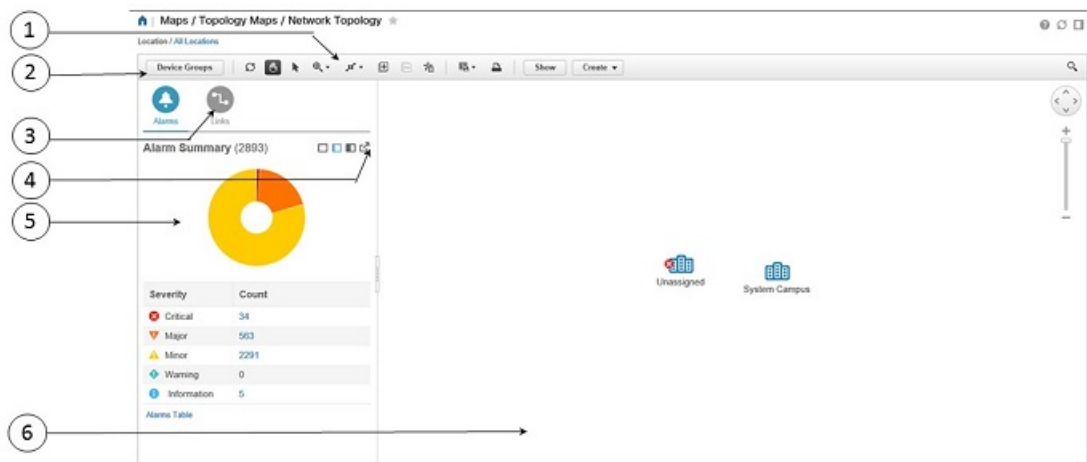 1
2
3
4
5
6
Maps / Topology Maps / Network Topology
Location / All Locations
Device Groups
Show
Create
Alarms
Links
Alarm Summary (2893)
Severity Count
Critical 34
Major 563
Minor 2291
Warning 0
Information 5
Alarms Table
Unassigned
System Campus